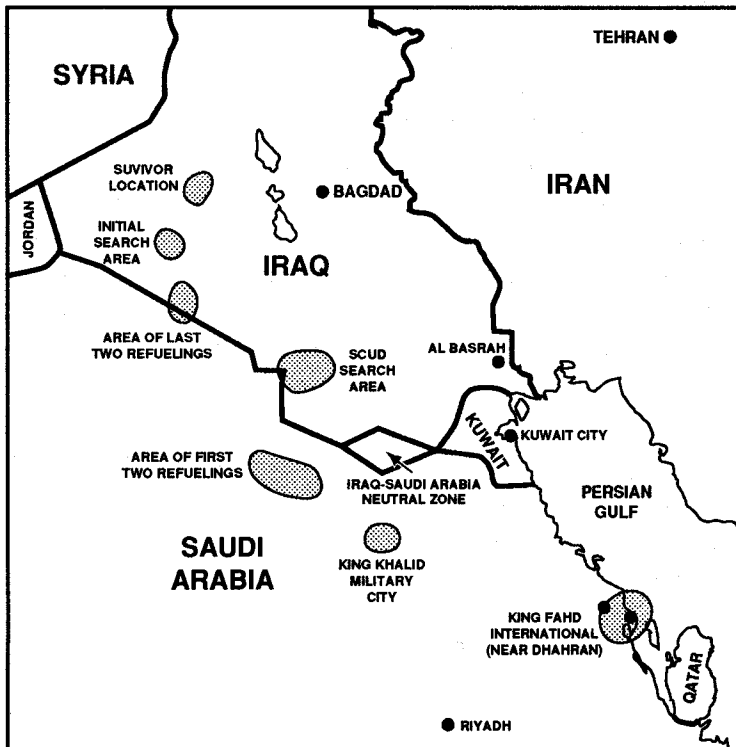 TEHRAN
SYRIA
SUVIVOR
LOCATION
BAGDAD
IRAN
JORDAN
INITIAL
SEARCH
AREA
IRAQ
AREA OF LAST
TWO REFUELINGS
SCUD
SEARCH
AREA
AL BASRAH
KUWAIT
KUWAIT CITY
AREA OF FIRST
TWO REFUELINGS
IRAQ-SAUDI ARABIA
NEUTRAL ZONE
PERSIAN
GULF
SAUDI
ARABIA
KING KHALID
MILITARY
CITY
KING FAHD
INTERNATIONAL
(NEAR DHAHRAN)
QATAR
RIYADH